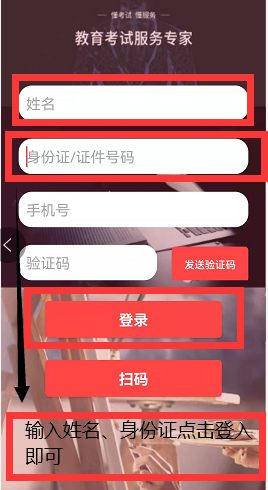 懂考试 懂服务
教育考试服务专家
姓名
身份证/证件号码
手机号
验证码
发送验证码
登录
扫码
输入姓名、身份证点击登入
即可